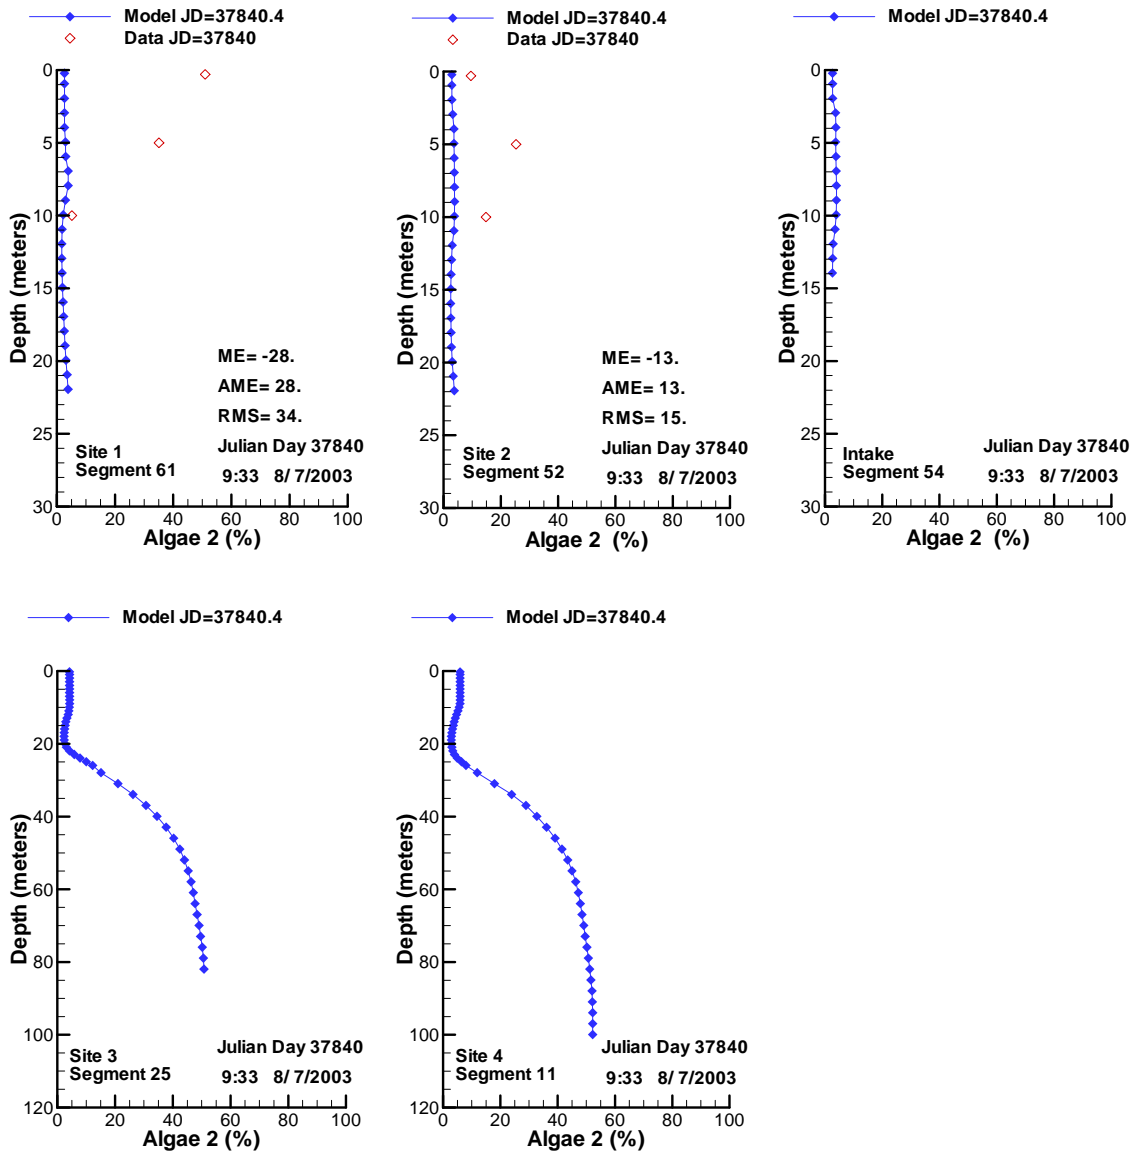 Model JD=37840.4
Data JD=37840
0
5
10
15
20
25
30
0 20 40 60 80 100
Depth (meters)
Algae 2 (%)
ME= -28.
AME= 28.
RMS= 34.
Site 1
Segment 61
Julian Day 37840
9:33 8/ 7/2003
Model JD=37840.4
Data JD=37840
0
5
10
15
20
25
30
0 20 40 60 80 100
Depth (meters)
Algae 2 (%)
ME= -13.
AME= 13.
RMS= 15.
Site 2
Segment 52
Julian Day 37840
9:33 8/ 7/2003
Model JD=37840.4
0
5
10
15
20
25
30
0 20 40 60 80 100
Depth (meters)
Algae 2 (%)
Intake
Segment 54
Julian Day 37840
9:33 8/ 7/2003
Model JD=37840.4
0
20
40
60
80
100
120
0 20 40 60 80 100
Depth (meters)
Algae 2 (%)
Site 3
Segment 25
Julian Day 37840
9:33 8/ 7/2003
Model JD=37840.4
0
20
40
60
80
100
120
0 20 40 60 80 100
Depth (meters)
Algae 2 (%)
Site 4
Segment 11
Julian Day 37840
9:33 8/ 7/2003